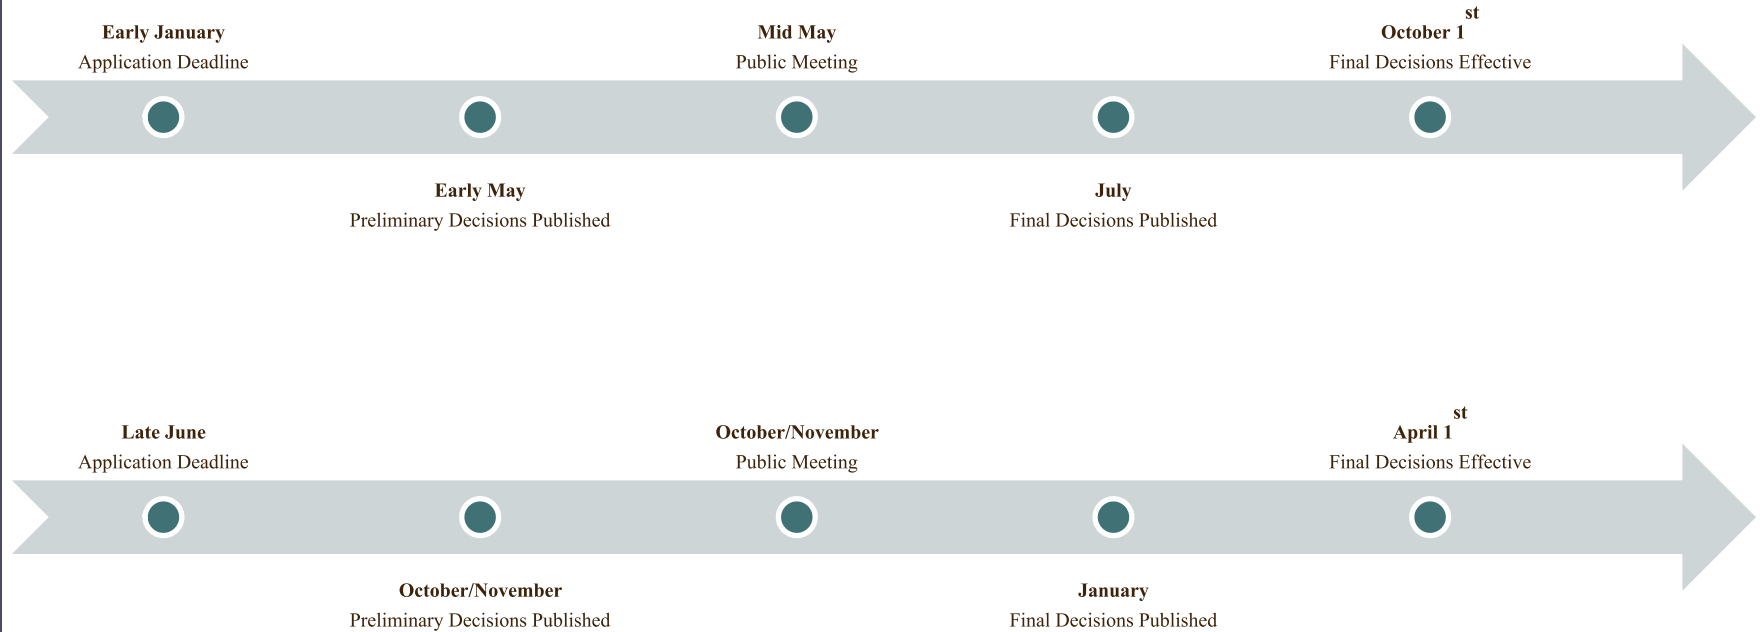 Early January
Application Deadline
Early May
Preliminary Decisions Published
Mid May
Public Meeting
July
Final Decisions Published
October 1st
Final Decisions Effective
Late June
Application Deadline
October/November
Preliminary Decisions Published
October/November
Public Meeting
January
Final Decisions Published
April 1st
Final Decisions Effective